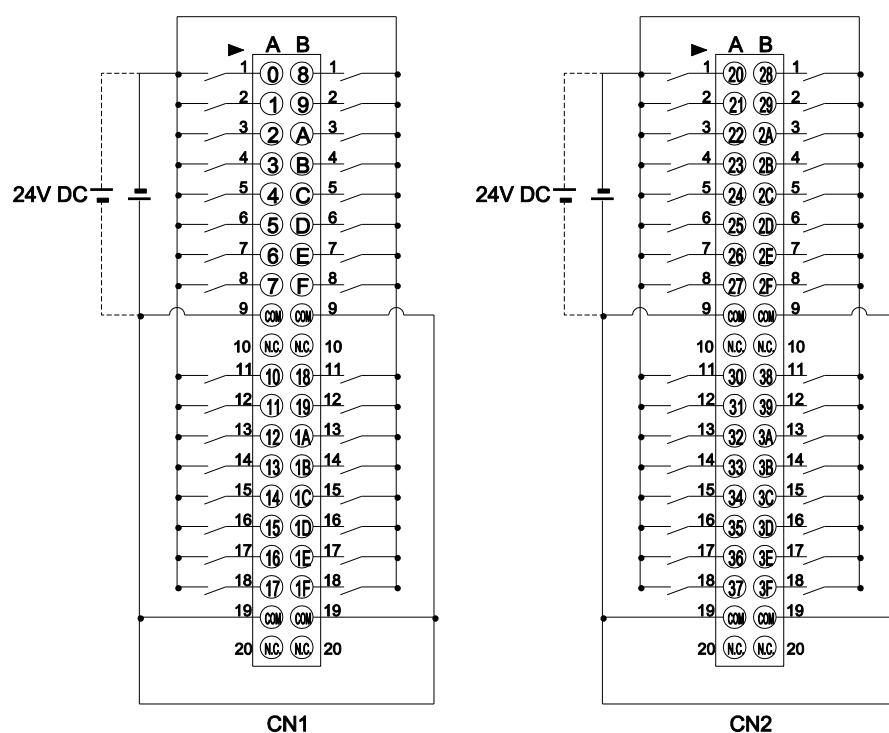 A B
1 0 8 1
2 1 9 2
3 2 A 3
4 3 B 4
5 4 C 5
6 5 D 6
7 6 E 7
8 7 F 8
9 COM COM 9
10 N.C. N.C. 10
11 10 18 11
12 11 19 12
13 12 1A 13
14 13 1B 14
15 14 1C 15
16 15 1D 16
17 16 1E 17
18 17 1F 18
19 COM COM 19
20 N.C. N.C. 20
24V DC
CN1
A B
1 20 28 1
2 21 29 2
3 22 2A 3
4 23 2B 4
5 24 2C 5
6 25 2D 6
7 26 2E 7
8 27 2F 8
9 COM COM 9
10 N.C. N.C. 10
11 30 38 11
12 31 39 12
13 32 3A 13
14 33 3B 14
15 34 3C 15
16 35 3D 16
17 36 3E 17
18 37 3F 18
19 COM COM 19
20 N.C. N.C. 20
24V DC
CN2